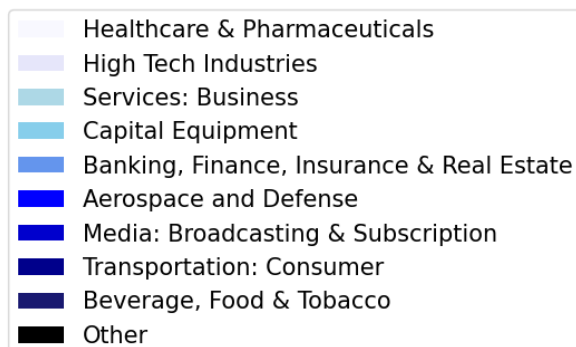 Healthcare & Pharmaceuticals
High Tech Industries
Services: Business
Capital Equipment
Banking, Finance, Insurance & Real Estate
Aerospace and Defense
Media: Broadcasting & Subscription
Transportation: Consumer
Beverage, Food & Tobacco
Other